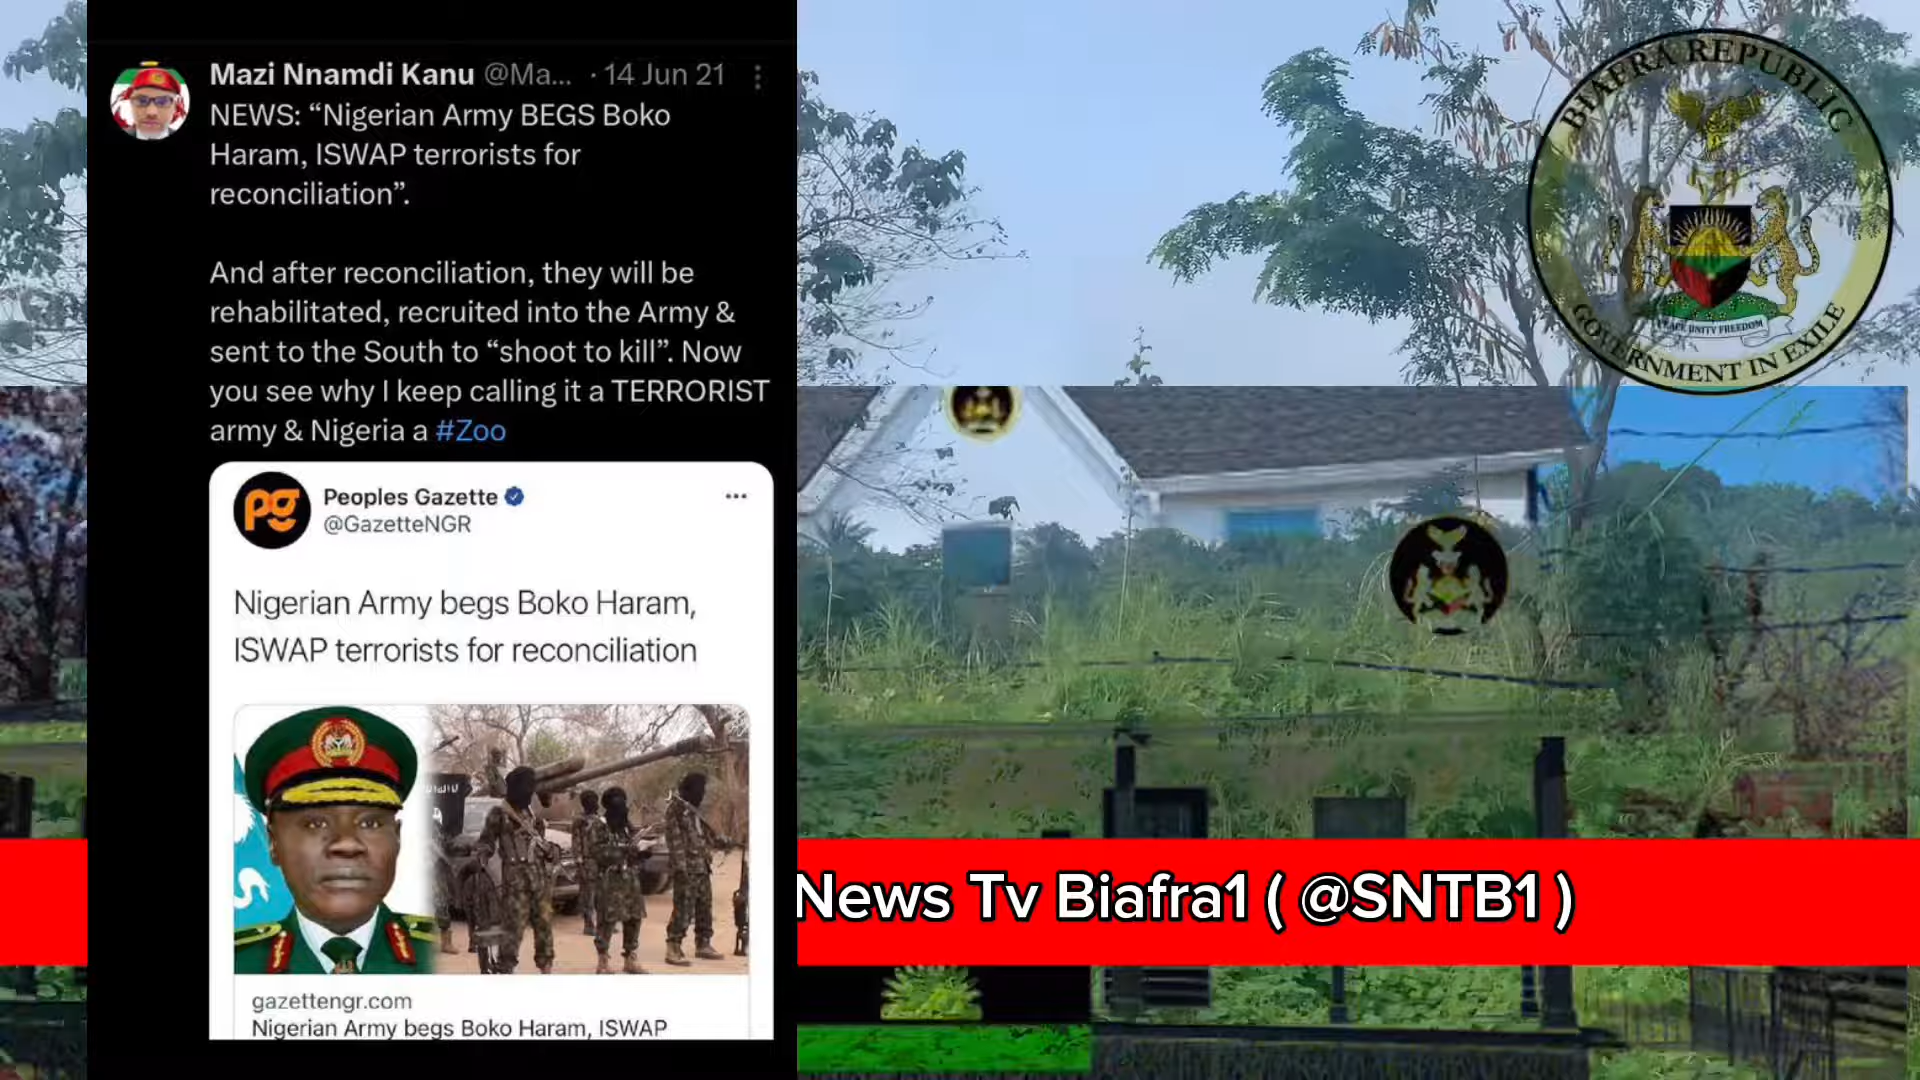 Mazi Nnamdi Kanu @Ma... · 14 Jun 21
NEWS: “Nigerian Army BEGS Boko
Haram, ISWAP terrorists for
reconciliation”.
And after reconciliation, they will be
rehabilitated, recruited into the Army &
sent to the South to “shoot to kill”. Now
you see why I keep calling it a TERRORIST
army & Nigeria a #Zoo
pg
Peoples Gazette
@GazetteNGR
Nigerian Army begs Boko Haram,
ISWAP terrorists for reconciliation
gazettengr.com
Nigerian Army begs Boko Haram, ISWAP
BIAFRA REPUBLIC
PEACE UNITY FREEDOM
GOVERNMENT IN EXILE
News Tv Biafra1 ( @SNTB1 )